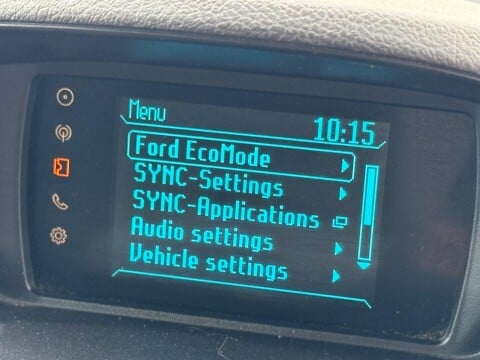 Menu
10:15
Ford EcoMode
SYNC-Settings
SYNC-Applications
Audio settings
Vehicle settings